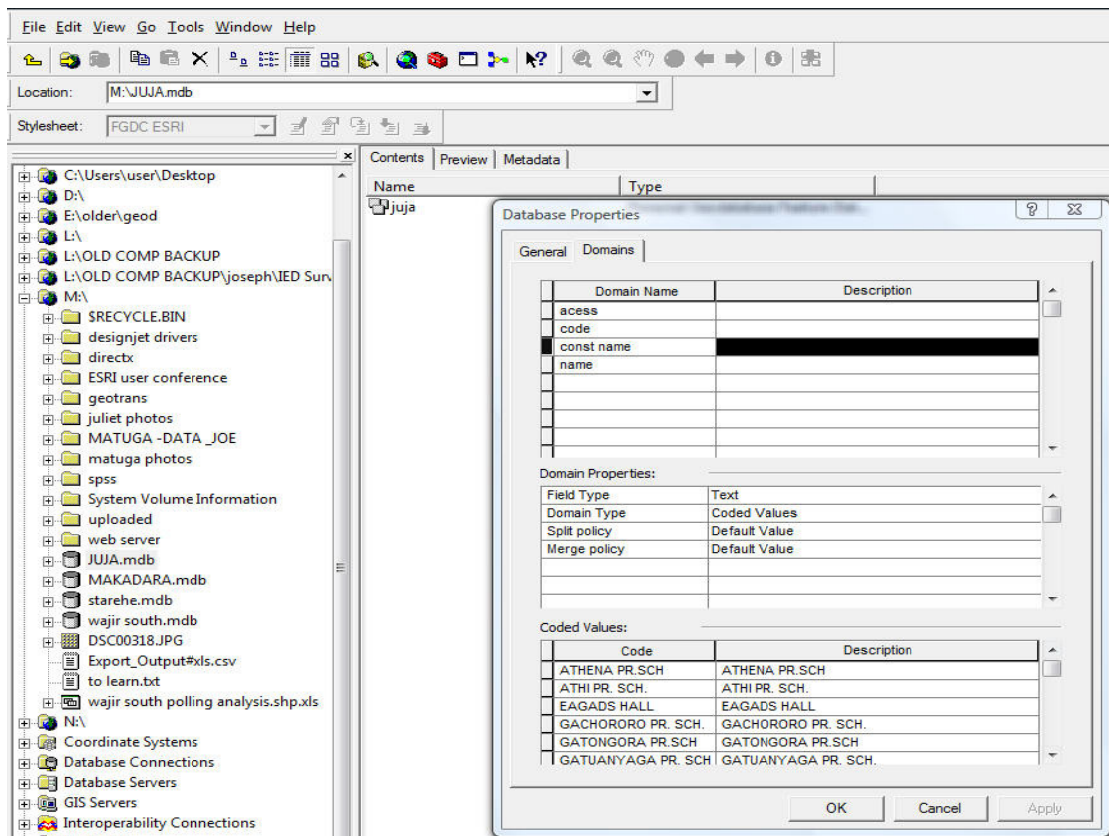 File Edit View Go Tools Window Help
Location: M:\JUJA.mdb
Stylesheet: FGDC ESRI
C:\Users\user\Desktop
D:\
E:\older\geod
L:\
L:\OLD COMP BACKUP
L:\OLD COMP BACKUP\joseph\IED Surv
M:\
$RECYCLE.BIN
designjet drivers
directx
ESRI user conference
geotrans
juliet photos
MATUGA -DATA _JOE
matuga photos
spss
System Volume Information
uploaded
web server
JUJA.mdb
MAKADARA.mdb
starehe.mdb
wajir south.mdb
DSC00318.JPG
Export_Output#xls.csv
to learn.txt
wajir south polling analysis.shp.xls
N:\
Coordinate Systems
Database Connections
Database Servers
GIS Servers
Interoperability Connections
Contents Preview Metadata
Name Type
juja
Database Properties
General Domains
Domain Name Description
acess
code
const name
name
Domain Properties:
Field Type Text
Domain Type Coded Values
Split policy Default Value
Merge policy Default Value
Coded Values:
Code Description
ATHENA PR.SCH ATHENA PR.SCH
ATHI PR. SCH. ATHI PR. SCH.
EAGADS HALL EAGADS HALL
GACHORORO PR. SCH. GACHORORO PR. SCH.
GATONGORA PR.SCH GATONGORA PR.SCH
GATUANYAGA PR. SCH GATUANYAGA PR. SCH.
OK Cancel Apply